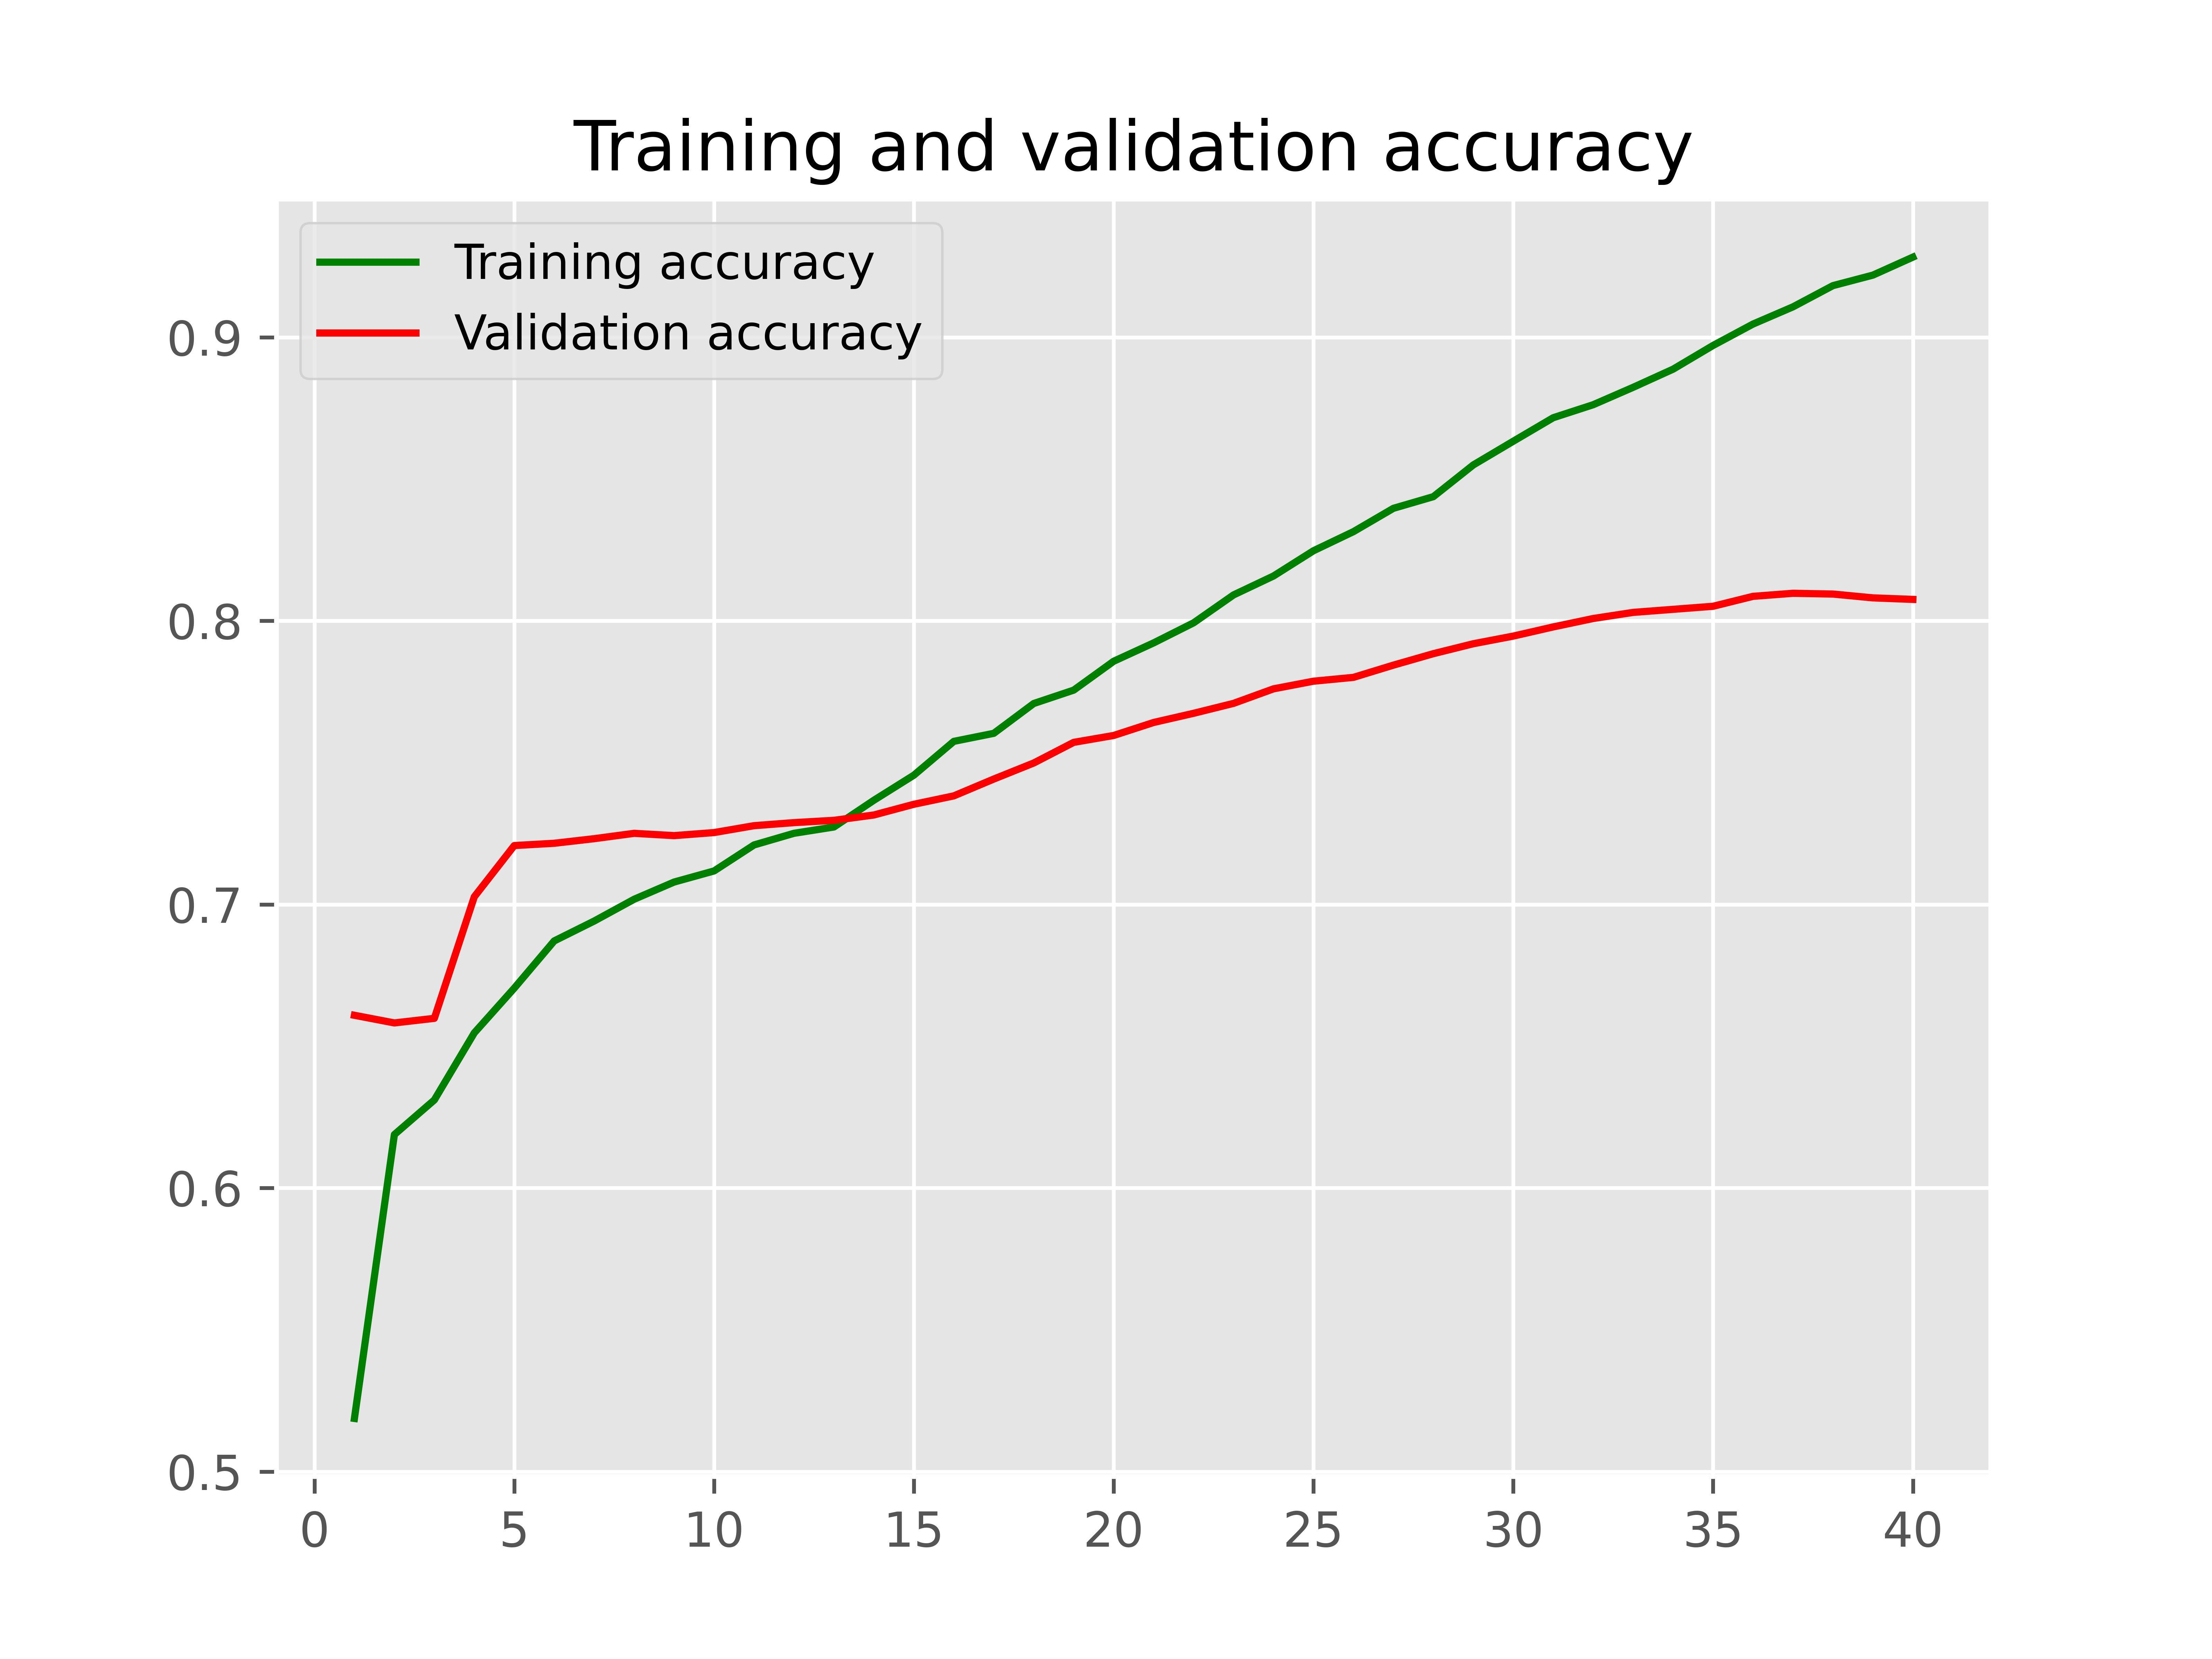 Training and validation accuracy
Training accuracy
Validation accuracy
0.9
0.8
0.7
0.6
0.5
0 5 10 15 20 25 30 35 40